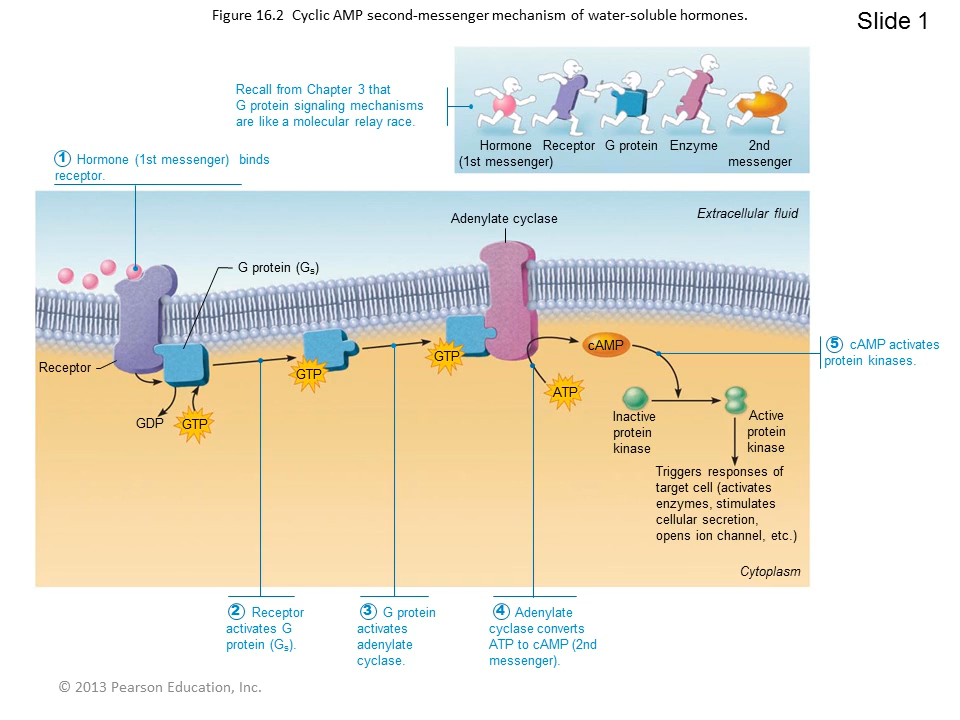 Figure 16.2 Cyclic AMP second-messenger mechanism of water-soluble hormones.
Slide 1
Recall from Chapter 3 that
G protein signaling mechanisms
are like a molecular relay race.
Hormone
(1st messenger)
Receptor
G protein
Enzyme
2nd
messenger
1 Hormone (1st messenger) binds
receptor.
Extracellular fluid
Adenylate cyclase
G protein (Gs)
Receptor
GDP
GTP
GTP
GTP
ATP
cAMP
5 cAMP activates
protein kinases.
Inactive
protein
kinase
Active
protein
kinase
Triggers responses of
target cell (activates
enzymes, stimulates
cellular secretion,
opens ion channel, etc.)
Cytoplasm
2 Receptor
activates G
protein (Gs).
3 G protein
activates
adenylate
cyclase.
4 Adenylate
cyclase converts
ATP to cAMP (2nd
messenger).
© 2013 Pearson Education, Inc.